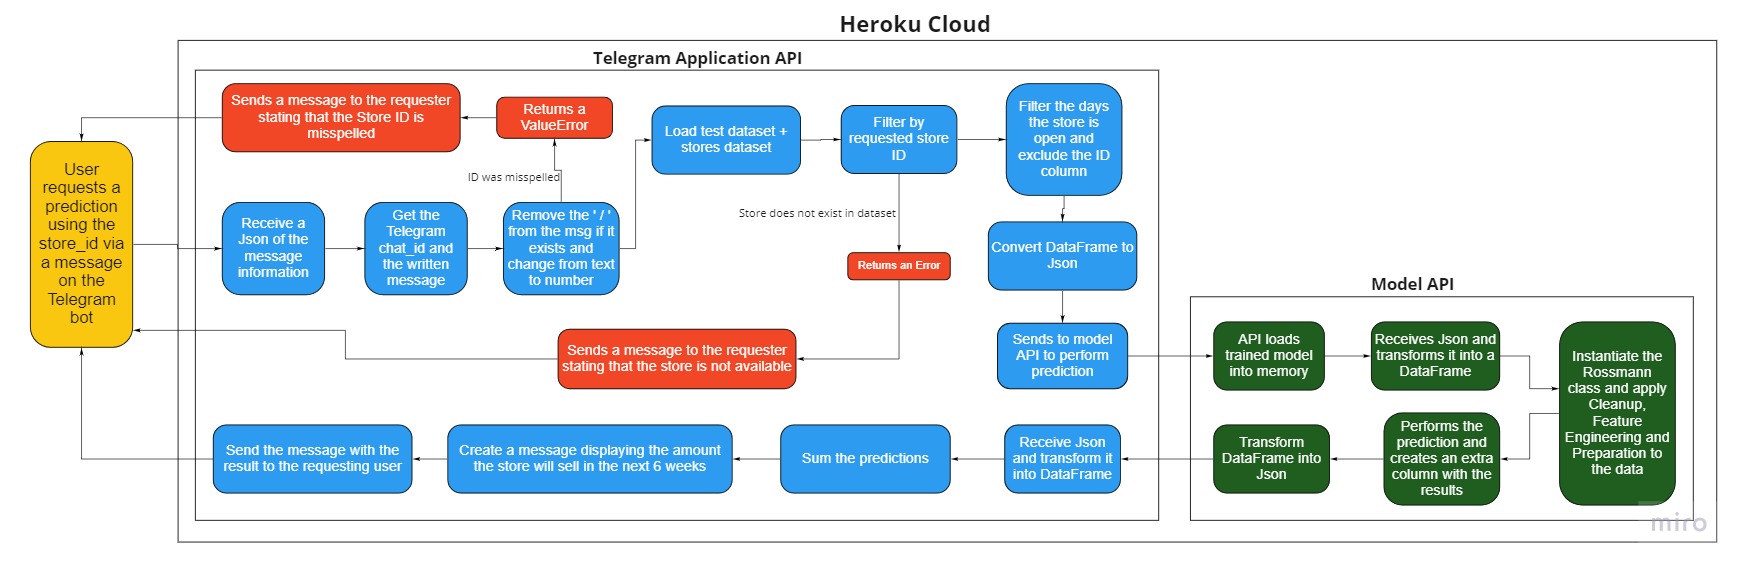 Heroku Cloud
Telegram Application API
Sends a message to the requester
stating that the Store ID is
misspelled
Returns a
ValueError
Load test dataset +
stores dataset
Filter by
requested store
ID
Filter the days
the store is
open and
exclude the ID
column
User
requests a
prediction
using the
store_id via
a message
on the
Telegram
bot
ID was misspelled
Receive a
Json of the
message
information
Get the
Telegram
chat_id and
the written
message
Remove the ' / '
from the msg if it
exists and
change from text
to number
Store does not exist in dataset
Returns an Error
Convert DataFrame to
Json
Sends a message to the requester
stating that the store is not available
Sends to model
API to perform
prediction
Model API
API loads
trained model
into memory
Receives Json and
transforms it into a
DataFrame
Instantiate the
Rossmann
class and apply
Cleanup,
Feature
Engineering and
Preparation to
the data
Performs the
prediction and
creates an extra
column with the
results
Transform
DataFrame into
Json
Receive Json
and transform it
into DataFrame
Sum the predictions
Create a message displaying the amount
the store will sell in the next 6 weeks
Send the message with the
result to the requesting user
miro